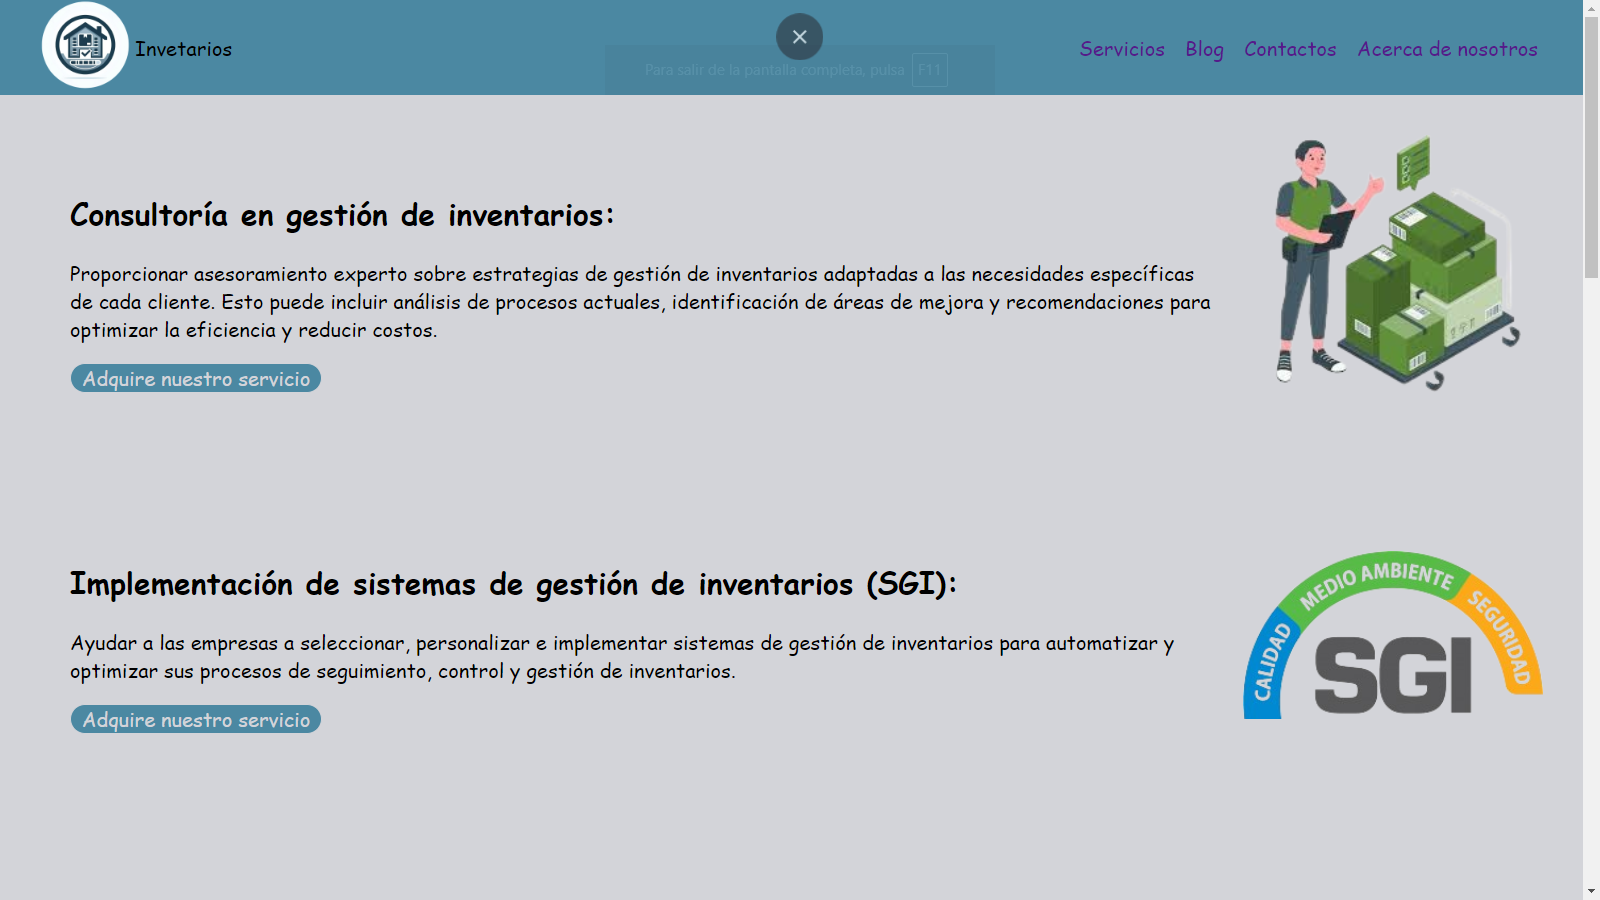 Invetarios
Servicios Blog Contactos Acerca de nosotros
Para salir de la pantalla completa, pulsa F11
Consultoría en gestión de inventarios:
Proporcionar asesoramiento experto sobre estrategias de gestión de inventarios adaptadas a las necesidades específicas
de cada cliente. Esto puede incluir análisis de procesos actuales, identificación de áreas de mejora y recomendaciones para
optimizar la eficiencia y reducir costos.
Adquire nuestro servicio
Implementación de sistemas de gestión de inventarios (SGI):
Ayudar a las empresas a seleccionar, personalizar e implementar sistemas de gestión de inventarios para automatizar y
optimizar sus procesos de seguimiento, control y gestión de inventarios.
Adquire nuestro servicio
CALIDAD
MEDIO AMBIENTE
SEGURIDAD
SGI